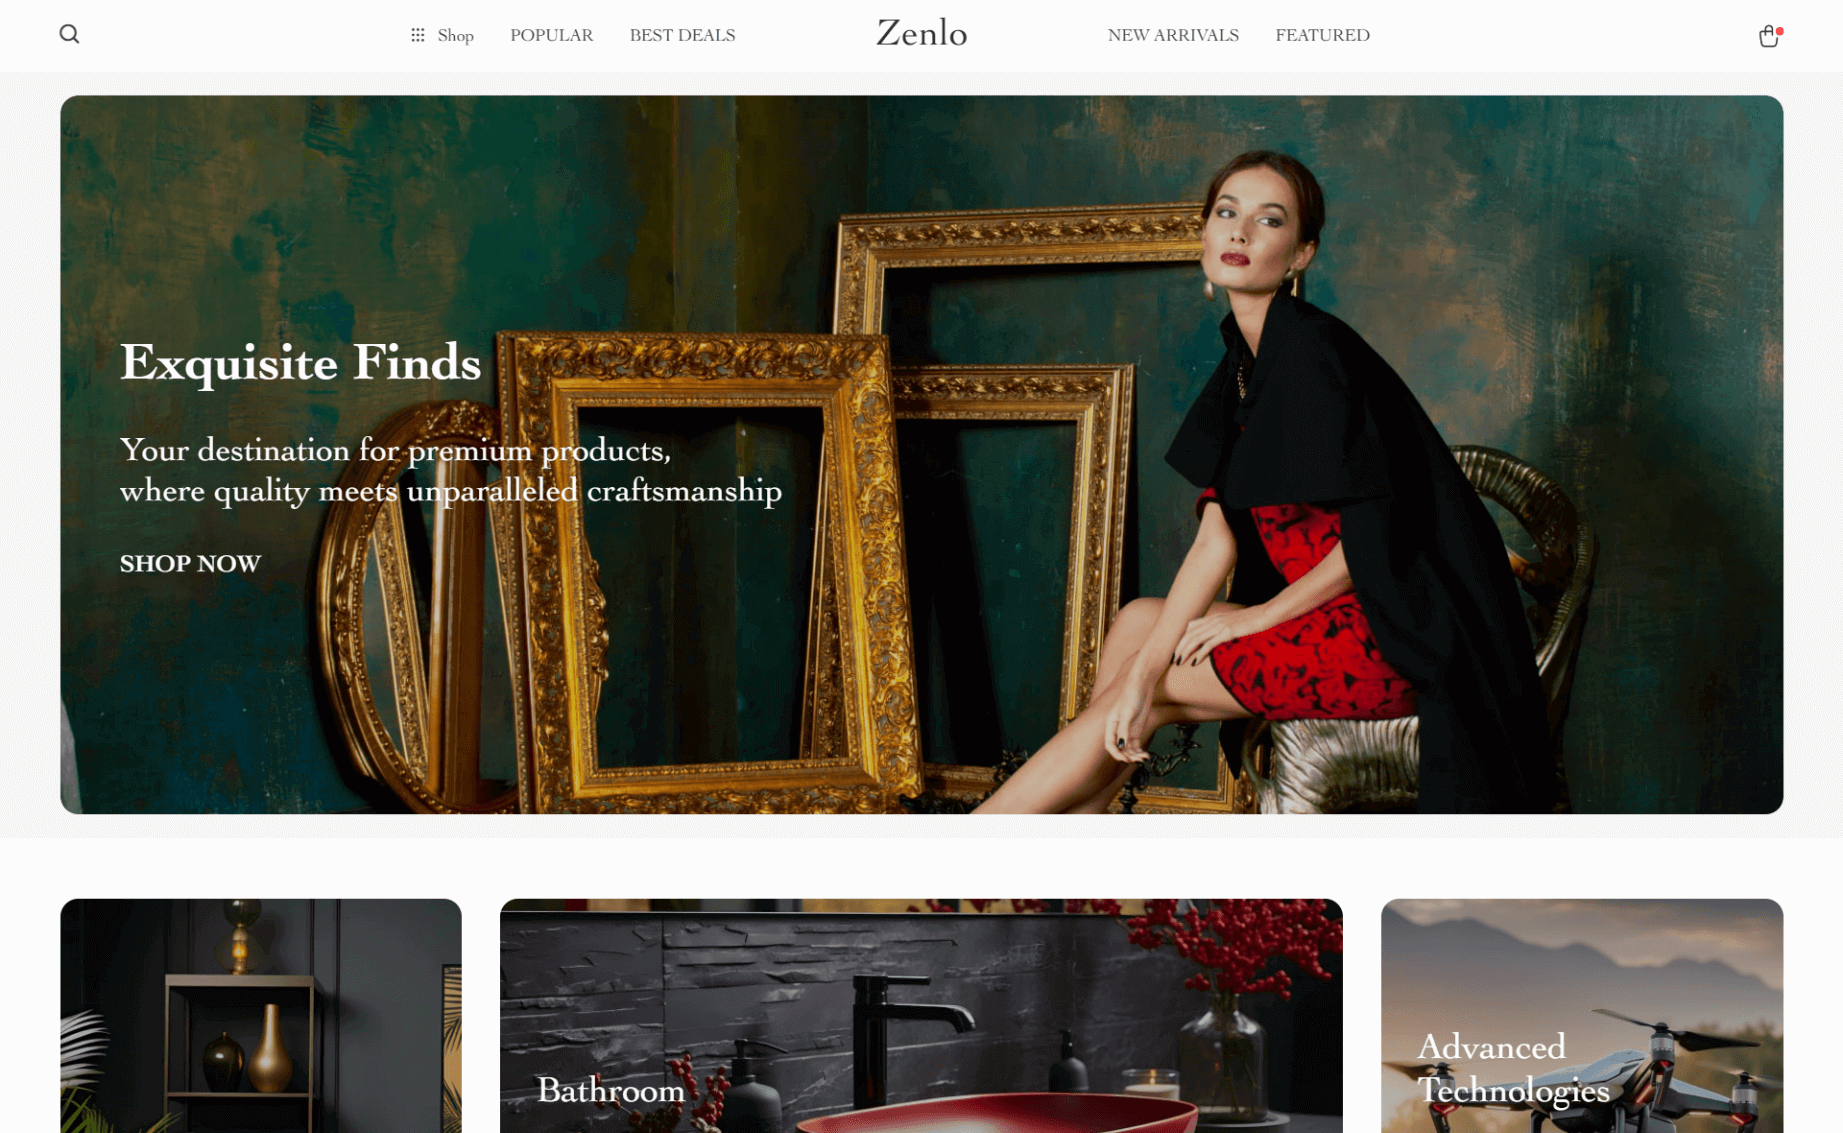 Shop
POPULAR
BEST DEALS
Zenlo
NEW ARRIVALS
FEATURED
Exquisite Finds
Your destination for premium products,
where quality meets unparalleled craftsmanship
SHOP NOW
Bathroom
Advanced
Technologies